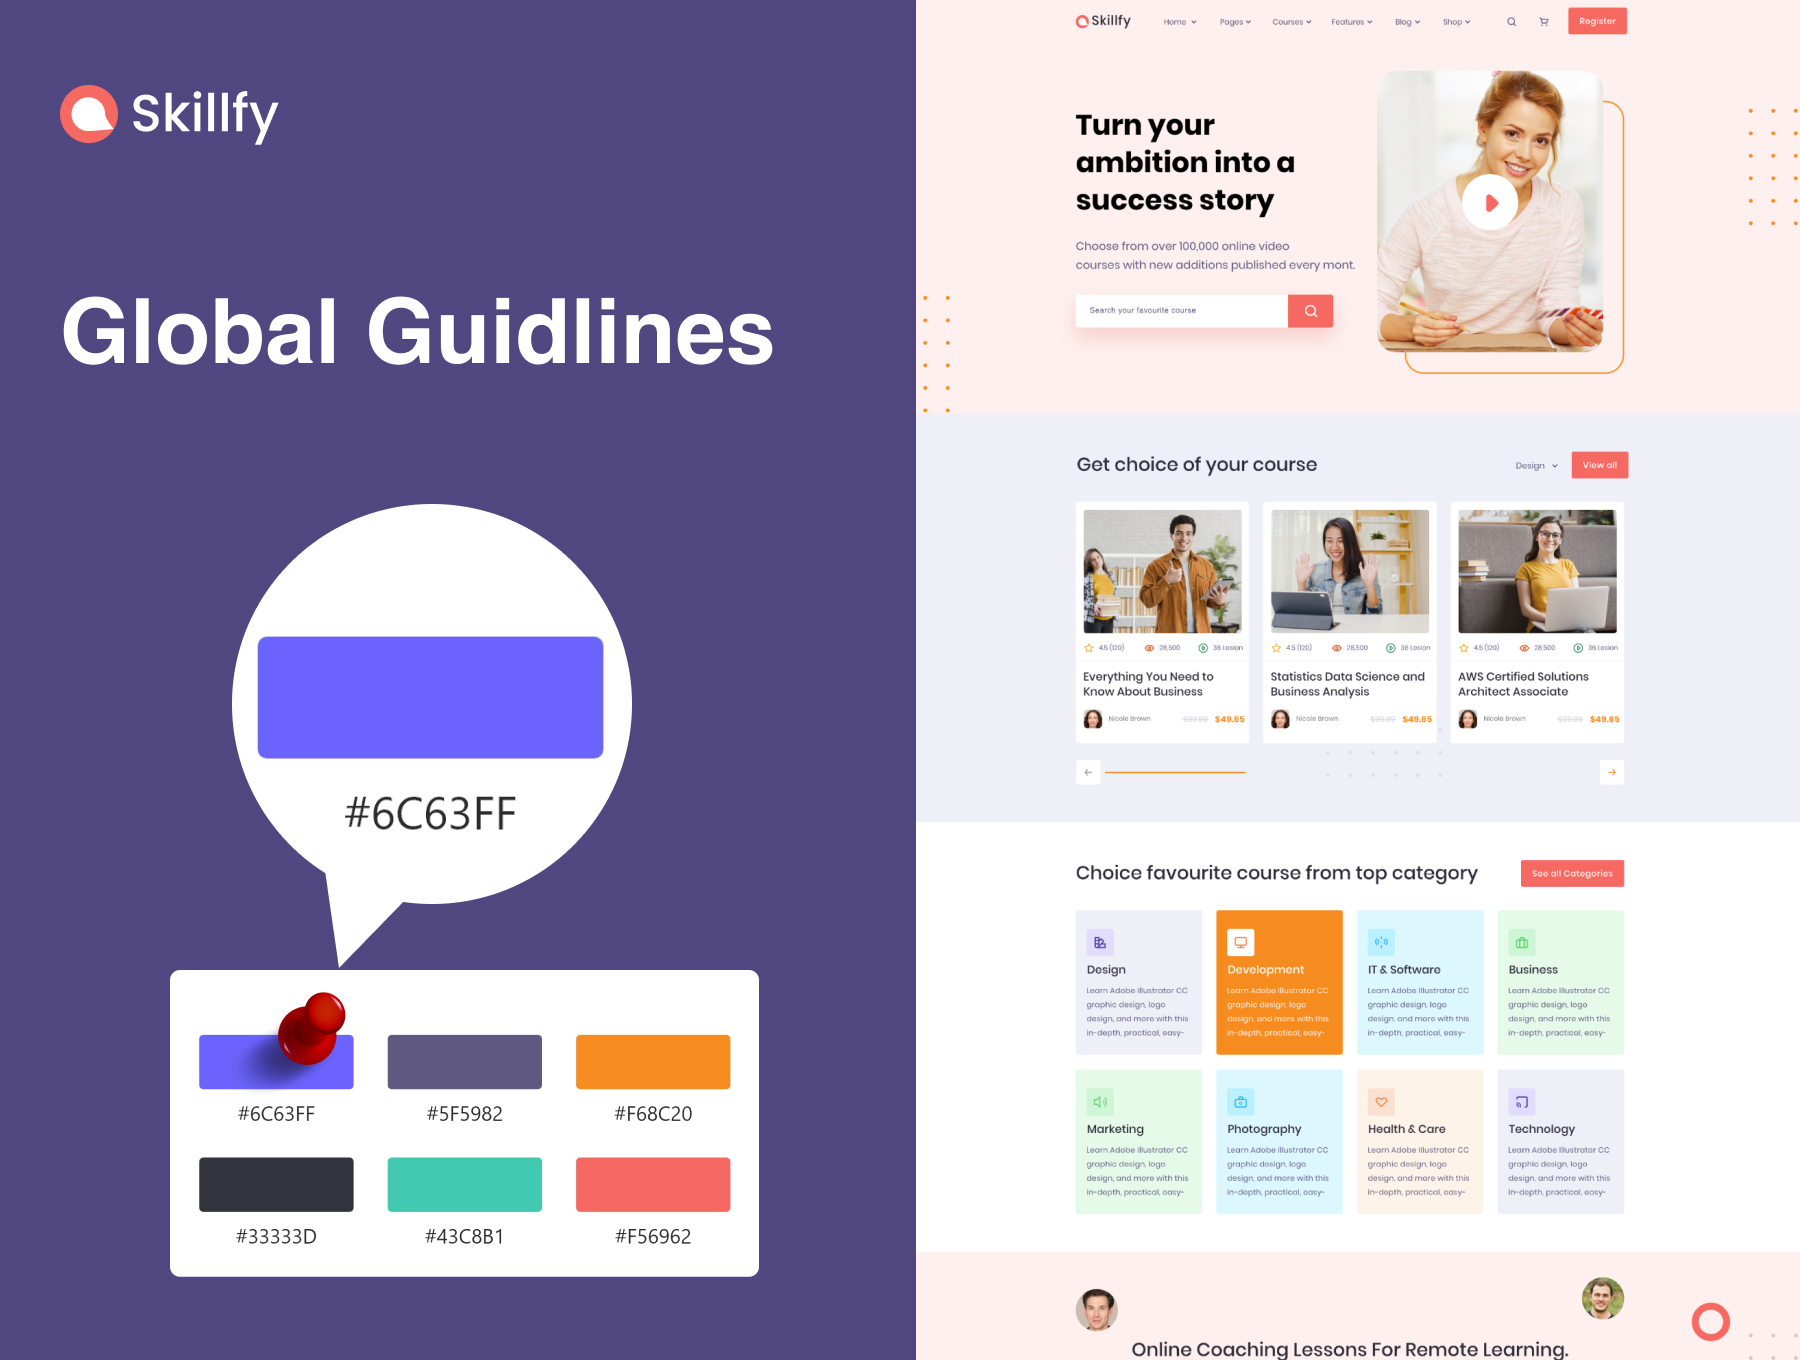 Skillfy
Global Guidlines
#6C63FF
#6C63FF
#5F5982
#F68C20
#33333D
#43C8B1
#F56962
Skillfy
Home
Pages
Courses
Features
Blog
Shop
Register
Turn your
ambition into a
success story
Choose from over 100,000 online video
courses with new additions published every mont.
Search your favourite course
Get choice of your course
Design
View all
4.5 (120)
28,500
36 Lesion
Everything You Need to
Know About Business
Nicole Brown
$99.99
$49.65
4.5 (120)
28,500
36 Lesion
Statistics Data Science and
Business Analysis
Nicole Brown
$99.99
$49.65
4.5 (120)
28,500
36 Lesion
AWS Certified Solutions
Architect Associate
Nicole Brown
$99.99
$49.65
Choice favourite course from top category
See all Categories
Design
Learn Adobe Illustrator CC
graphic design, logo
design, and more with this
in-depth, practical, easy-
Development
Learn Adobe Illustrator CC
graphic design, logo
design, and more with this
in-depth, practical, easy-
IT & Software
Learn Adobe Illustrator CC
graphic design, logo
design, and more with this
in-depth, practical, easy-
Business
Learn Adobe Illustrator CC
graphic design, logo
design, and more with this
in-depth, practical, easy-
Marketing
Learn Adobe Illustrator CC
graphic design, logo
design, and more with this
in-depth, practical, easy-
Photography
Learn Adobe Illustrator CC
graphic design, logo
design, and more with this
in-depth, practical, easy-
Health & Care
Learn Adobe Illustrator CC
graphic design, logo
design, and more with this
in-depth, practical, easy-
Technology
Learn Adobe Illustrator CC
graphic design, logo
design, and more with this
in-depth, practical, easy-
Online Coaching Lessons For Remote Learning.